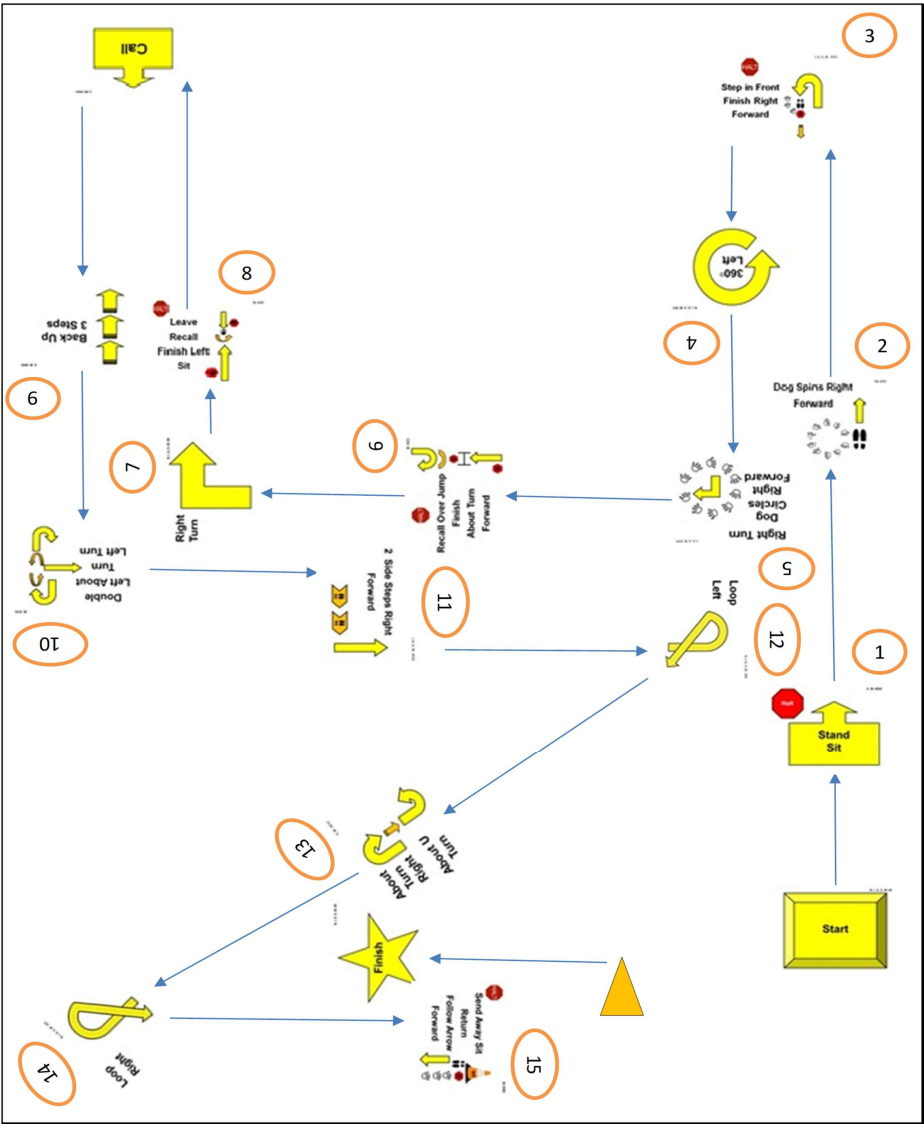 Start
1
Halt
Stand
Sit
2
Dog Spins Right
Forward
3
HALT
Step in Front
Finish Right
Forward
4
360°
Left
5
Right Turn
Dog
Circles
Right
Forward
6
HALT
Recall Over Jump
Finish
About Turn
Forward
7
Right
Turn
8
HALT
Leave
Recall
Finish Left
Sit
Call
9
Back Up
3 Steps
10
Double
Left About
Turn
Left Turn
11
2 Side Steps Right
Forward
12
Loop
Left
13
About
Right
Turn
About U
Turn
14
Loop
Right
15
HALT
Send Away Sit
Return
Follow Arrow
Forward
Finish